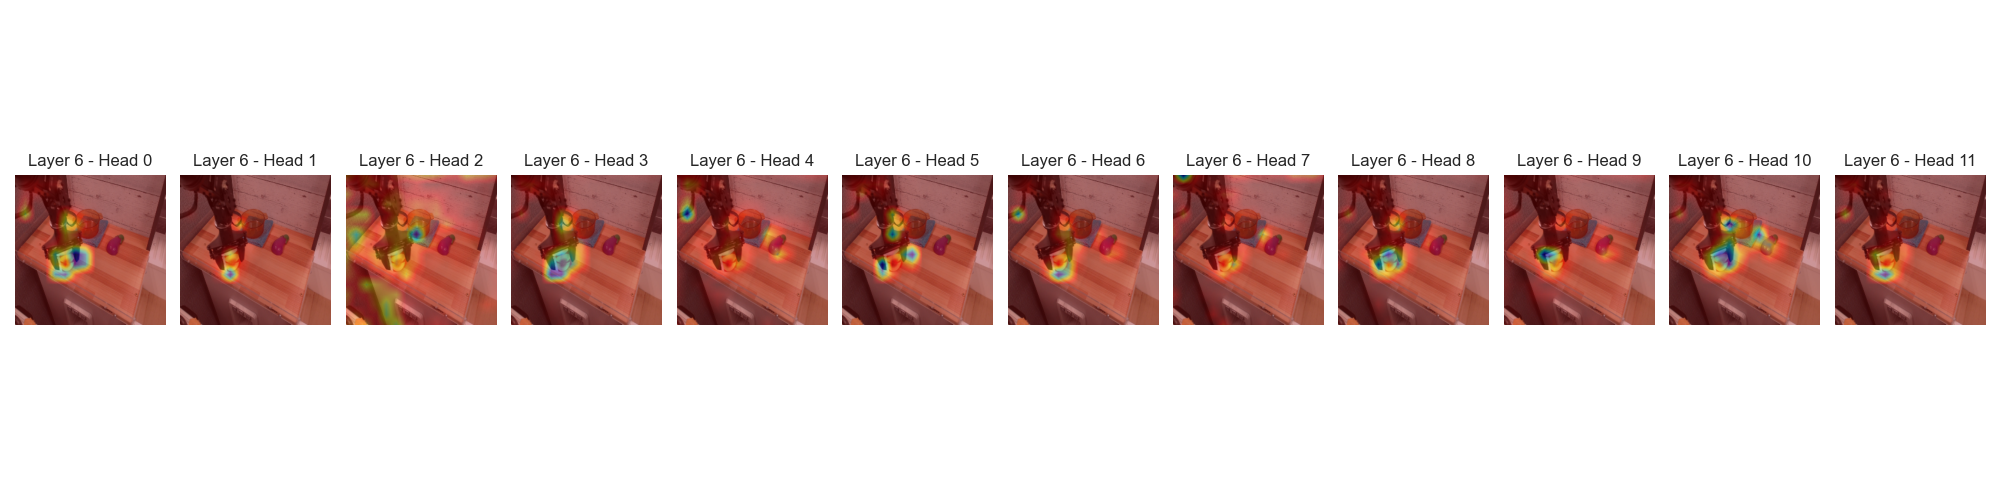 Layer 6 - Head 0
Layer 6 - Head 1
Layer 6 - Head 2
Layer 6 - Head 3
Layer 6 - Head 4
Layer 6 - Head 5
Layer 6 - Head 6
Layer 6 - Head 7
Layer 6 - Head 8
Layer 6 - Head 9
Layer 6 - Head 10
Layer 6 - Head 11